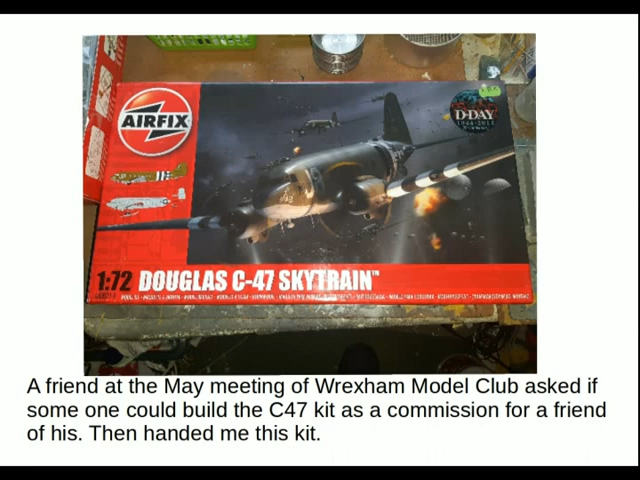 AIRFIX
D-DAY
1:72 DOUGLAS C-47 SKYTRAIN™
A friend at the May meeting of Wrexham Model Club asked if
some one could build the C47 kit as a commission for a friend
of his. Then handed me this kit.